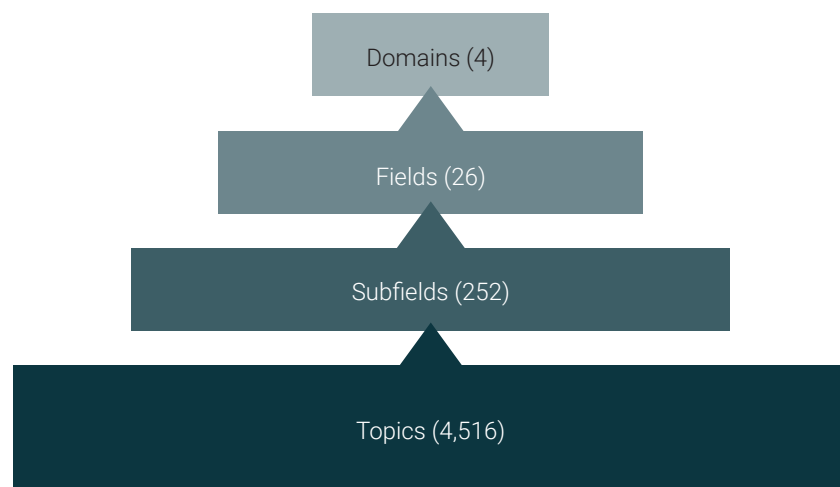 Domains (4)
Fields (26)
Subfields (252)
Topics (4,516)